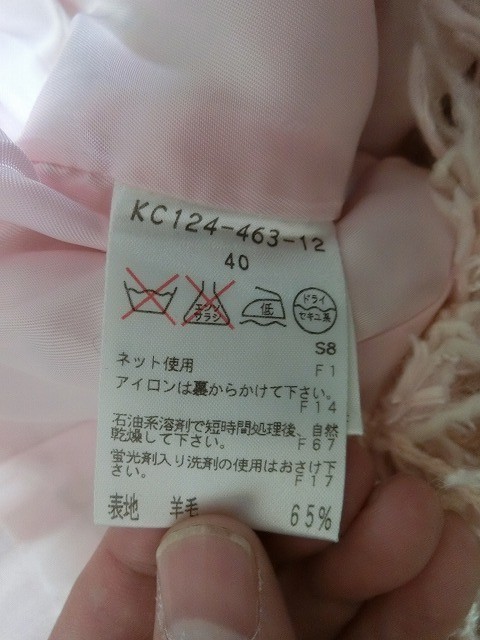 KC124-463-12
40
エンソ
サラシ
低
ドライ
セキユ系
S8
ネット使用
F1
アイロンは裏からかけて下さい。
F14
石油系溶剤で短時間処理後、自然
乾燥して下さい。
F67
蛍光剤入り洗剤の使用はおさけ下
さい。
F17
表地 羊毛 65%